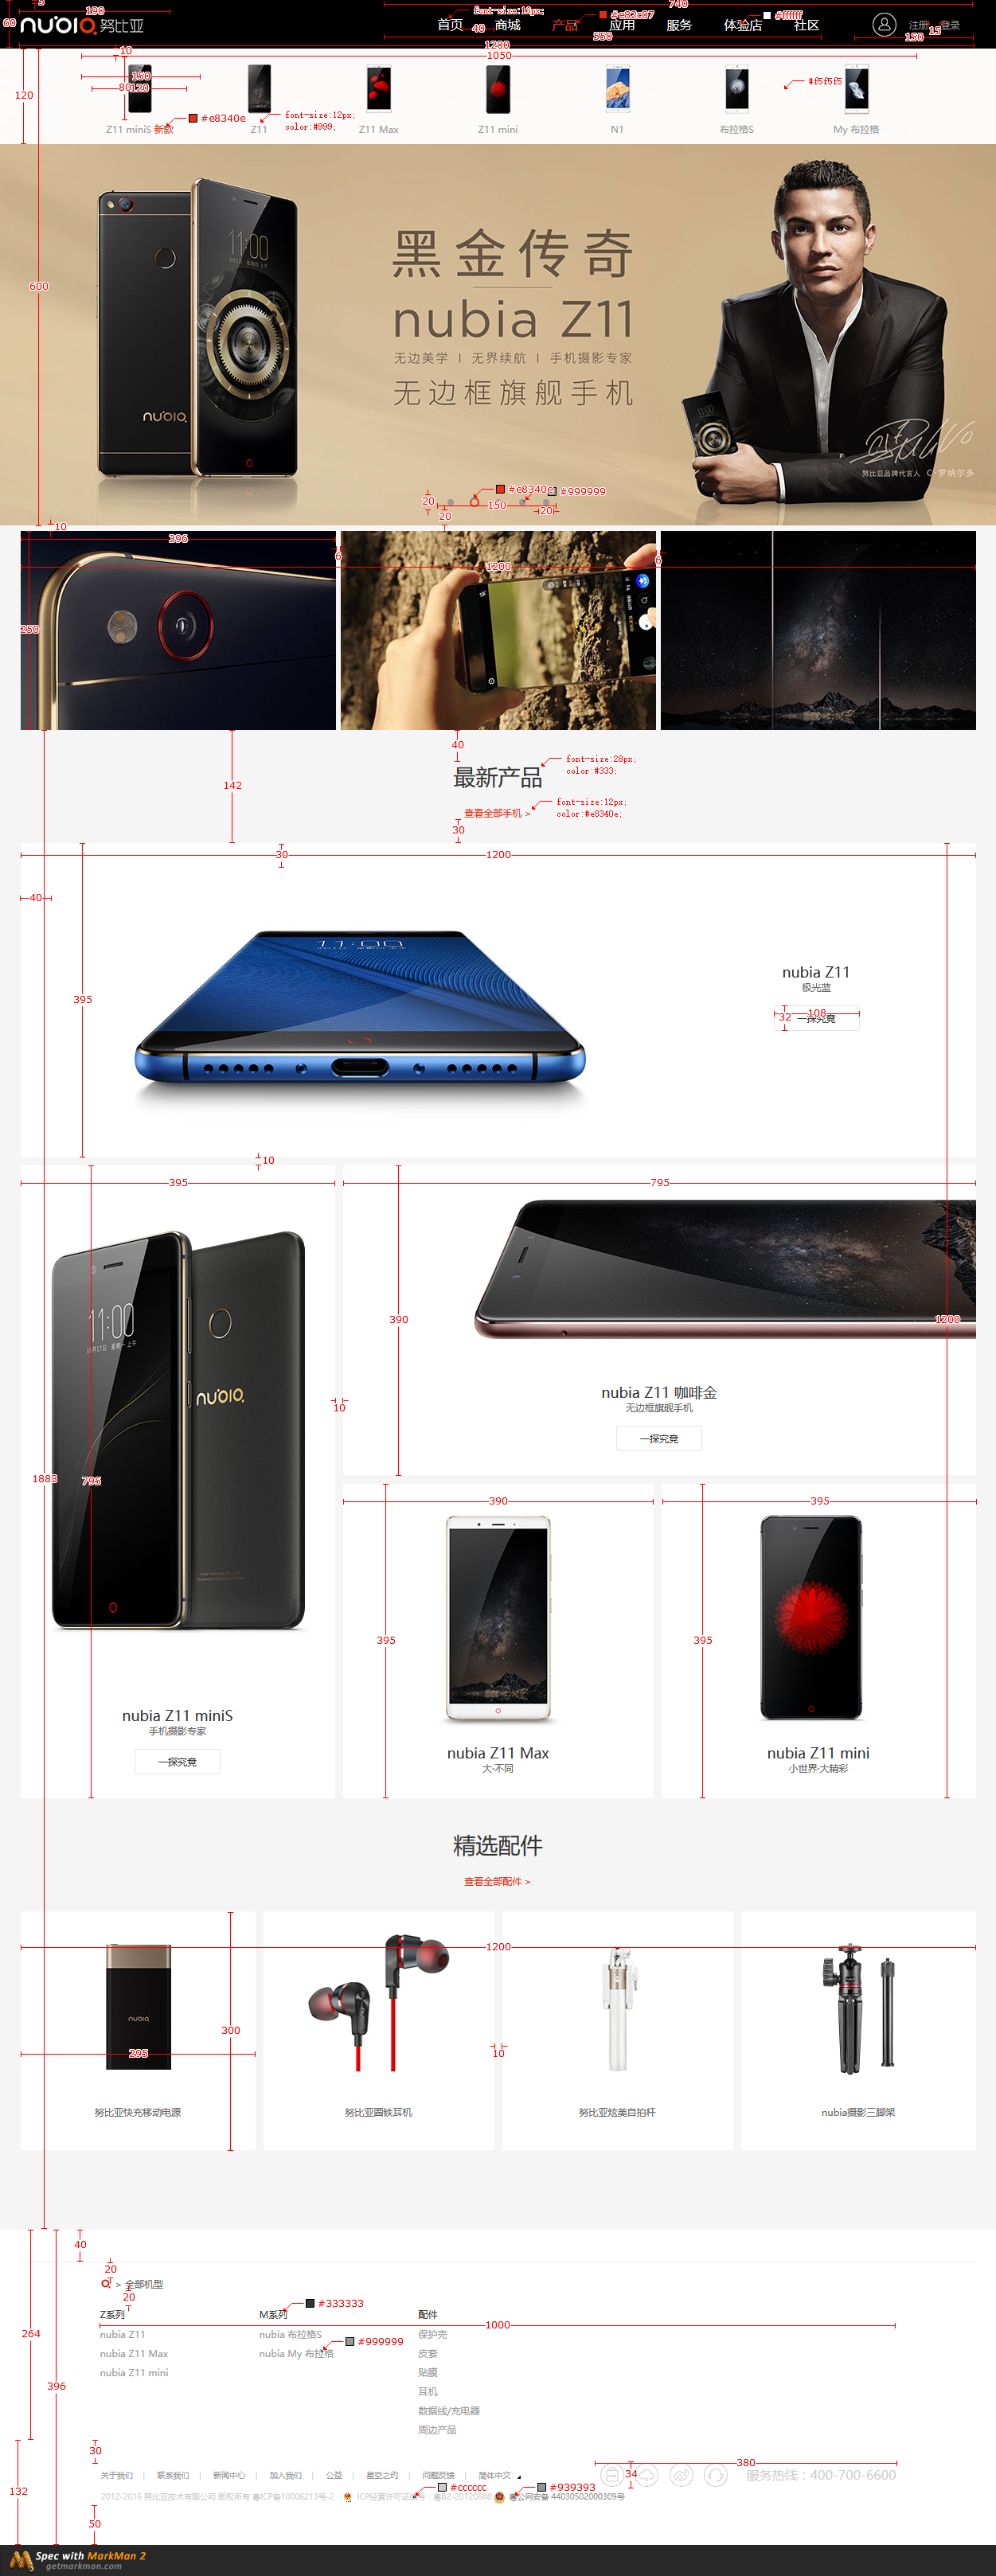 nubia 努比亚
首页 商城 产品 应用 服务 体验店 社区
注册 登录
font-size:18px;
#e82c07
#ffffff
740
60
5
190
40
550
150
15
1200
10
1050
120
150
80
120
#f5f5f5
#e8340e
font-size:12px;
color:#999;
Z11 miniS 新款
Z11
Z11 Max
Z11 mini
N1
布拉格S
My 布拉格
600
黑金传奇
nubia Z11
无边美学 | 无界续航 | 手机摄影专家
无边框旗舰手机
11:00
nubia
努比亚品牌代言人 C·罗纳尔多
#e8340e
#999999
20
150
20
20
10
396
6
1200
6
250
40
142
最新产品
font-size:28px;
color:#333;
查看全部手机 >
font-size:12px;
color:#e8340e;
30
30
1200
40
395
11:00
nubia Z11
极光蓝
32
108
一探究竟
10
395
795
390
1200
11:00
10月17日 星期一 上午
nubia
nubia Z11 咖啡金
无边框旗舰手机
一探究竟
10
1883
795
390
395
395
395
nubia Z11 miniS
手机摄影专家
一探究竟
nubia Z11 Max
大·不同
nubia Z11 mini
小世界·大精彩
精选配件
查看全部配件 >
1200
nubia
300
295
10
努比亚快充移动电源
努比亚圆铁耳机
努比亚炫美自拍杆
nubia摄影三脚架
40
20
> 全部机型
20
#333333
Z系列
M系列
配件
1000
264
nubia Z11
nubia 布拉格S
保护壳
#999999
nubia Z11 Max
nubia My 布拉格
皮套
nubia Z11 mini
贴膜
396
耳机
数据线/充电器
周边产品
30
380
关于我们 | 联系我们 | 新闻中心 | 加入我们 | 公益 | 星空之约 | 问题反馈 | 简体中文
34
服务热线：400-700-6600
132
#cccccc
#939393
2012-2016 努比亚技术有限公司 版权所有 粤ICP备10006213号-2 ICP经营许可证编号：粤B2-20120688 粤公网安备 44030502000309号
50
Spec with MarkMan 2
getmarkman.com